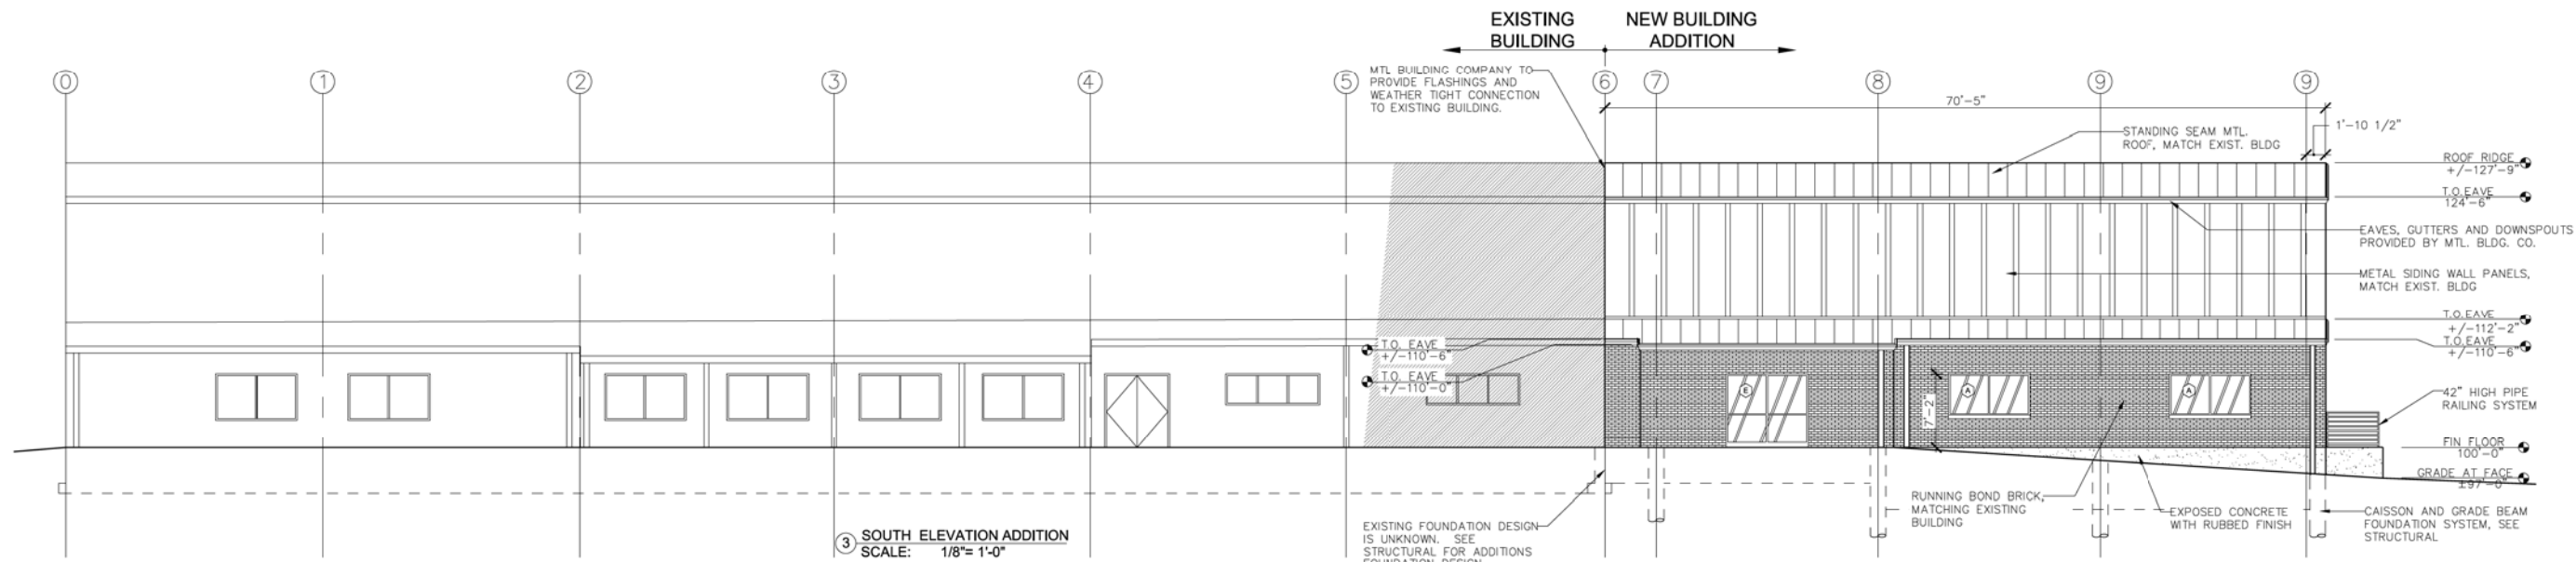 EXISTING
BUILDING
NEW BUILDING
ADDITION
0
1
2
3
4
5
6
7
8
9
9
MTL BUILDING COMPANY TO
PROVIDE FLASHINGS AND
WEATHER TIGHT CONNECTION
TO EXISTING BUILDING.
70'-5"
1'-10 1/2"
STANDING SEAM MTL.
ROOF, MATCH EXIST. BLDG
ROOF RIDGE
+/-127'-9"
T.O.EAVE
124'-6"
EAVES, GUTTERS AND DOWNSPOUTS
PROVIDED BY MTL. BLDG. CO.
METAL SIDING WALL PANELS,
MATCH EXIST. BLDG
T.O.EAVE
+/-112'-2"
T.O.EAVE
+/-110'-6"
T.O. EAVE
+/-110'-6"
T.O. EAVE
+/-110'-0"
E
7'-2"
A
A
42" HIGH PIPE
RAILING SYSTEM
FIN FLOOR
100'-0"
GRADE AT FACE
±97'-0"
RUNNING BOND BRICK,
MATCHING EXISTING
BUILDING
EXPOSED CONCRETE
WITH RUBBED FINISH
CAISSON AND GRADE BEAM
FOUNDATION SYSTEM, SEE
STRUCTURAL
EXISTING FOUNDATION DESIGN
IS UNKNOWN. SEE
STRUCTURAL FOR ADDITIONS
FOUNDATION DESIGN
3
SOUTH ELEVATION ADDITION
SCALE: 1/8"= 1'-0"